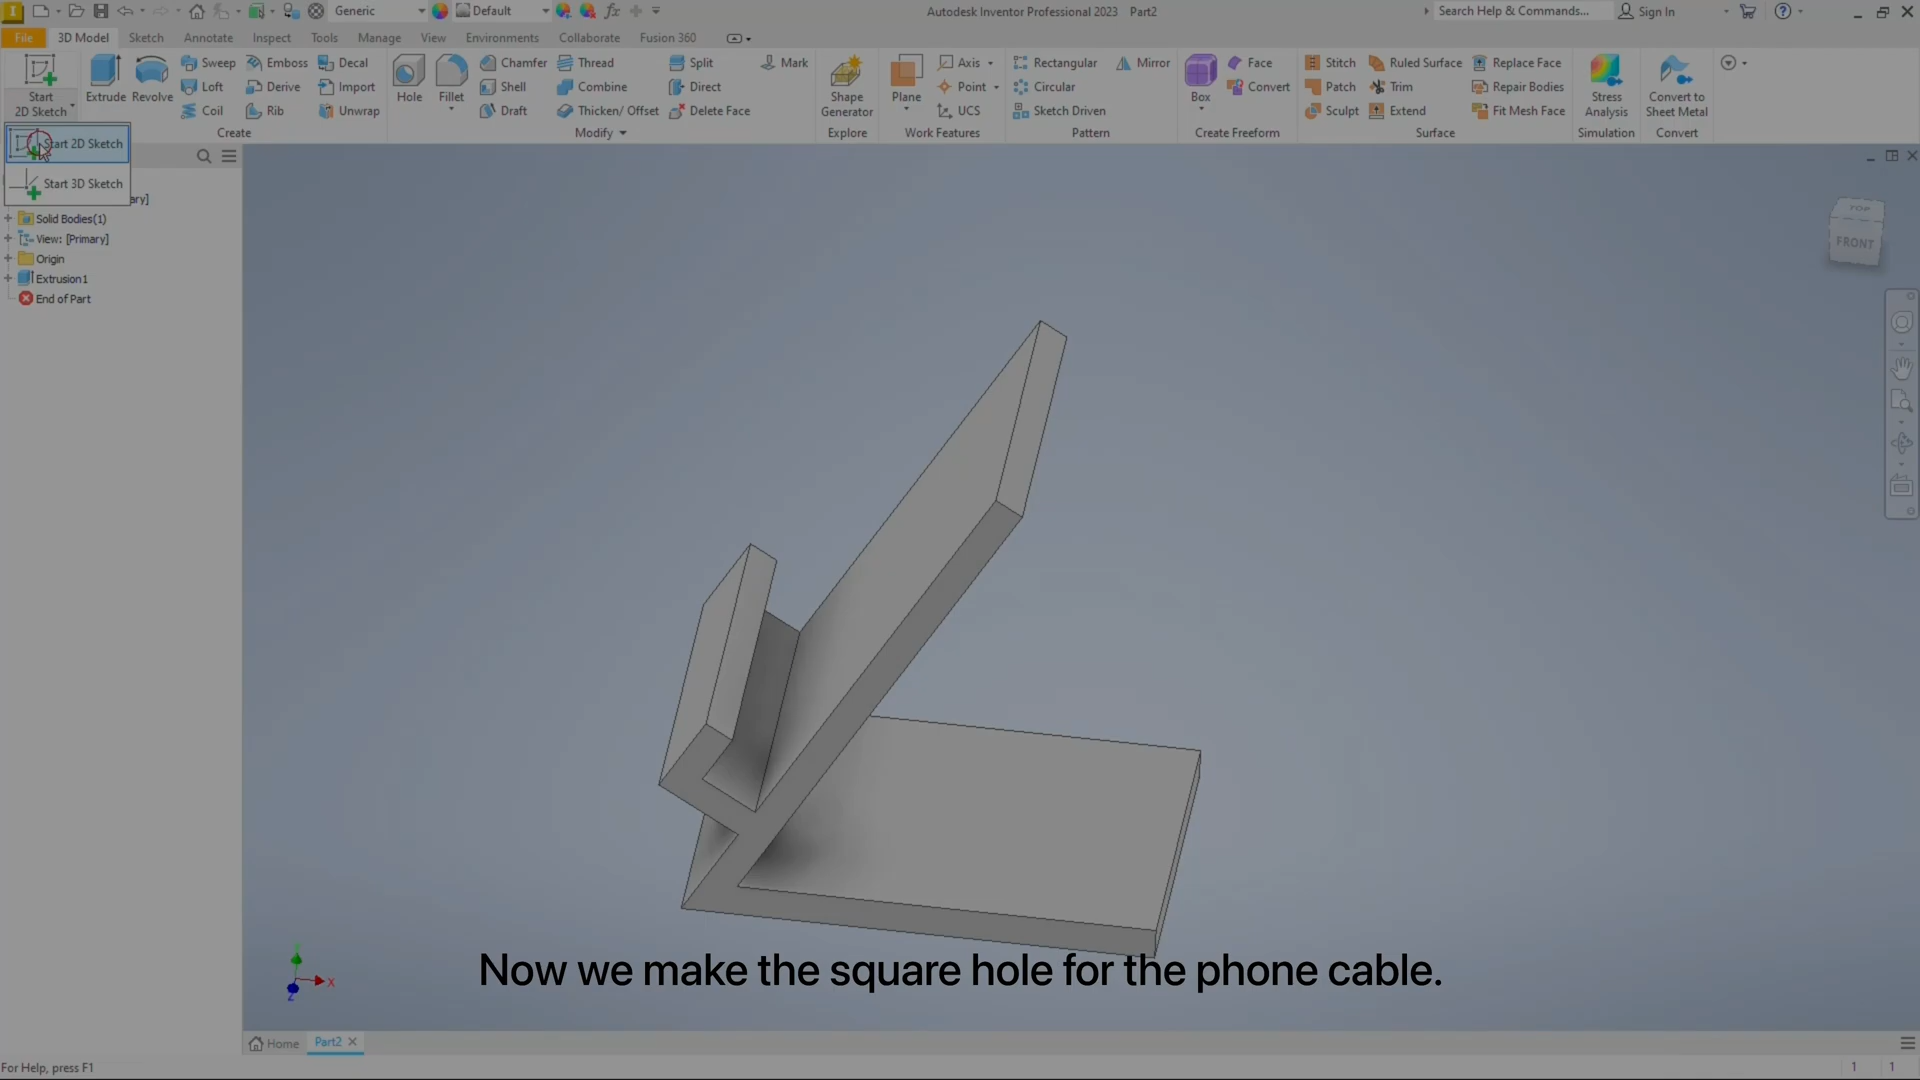 I Generic Default fx Autodesk Inventor Professional 2023 Part2 Search Help & Commands... Sign In
File 3D Model Sketch Annotate Inspect Tools Manage View Environments Collaborate Fusion 360
Sweep Emboss Decal Chamfer Thread Split Mark Axis Rectangular Mirror Face Stitch Ruled Surface Replace Face
Start 2D Sketch Extrude Revolve Loft Derive Import Hole Fillet Shell Combine Direct Shape Generator Plane Point Circular Box Convert Patch Trim Repair Bodies Stress Analysis Convert to Sheet Metal
Coil Rib Unwrap Draft Thicken/ Offset Delete Face UCS Sketch Driven Sculpt Extend Fit Mesh Face
Create Modify Explore Work Features Pattern Create Freeform Surface Simulation Convert
Start 2D Sketch
Start 3D Sketch
ary]
Solid Bodies(1)
View: [Primary]
Origin
Extrusion1
End of Part
TOP
FRONT
Y
X
Z
Now we make the square hole for the phone cable.
Home Part2
For Help, press F1 1 1